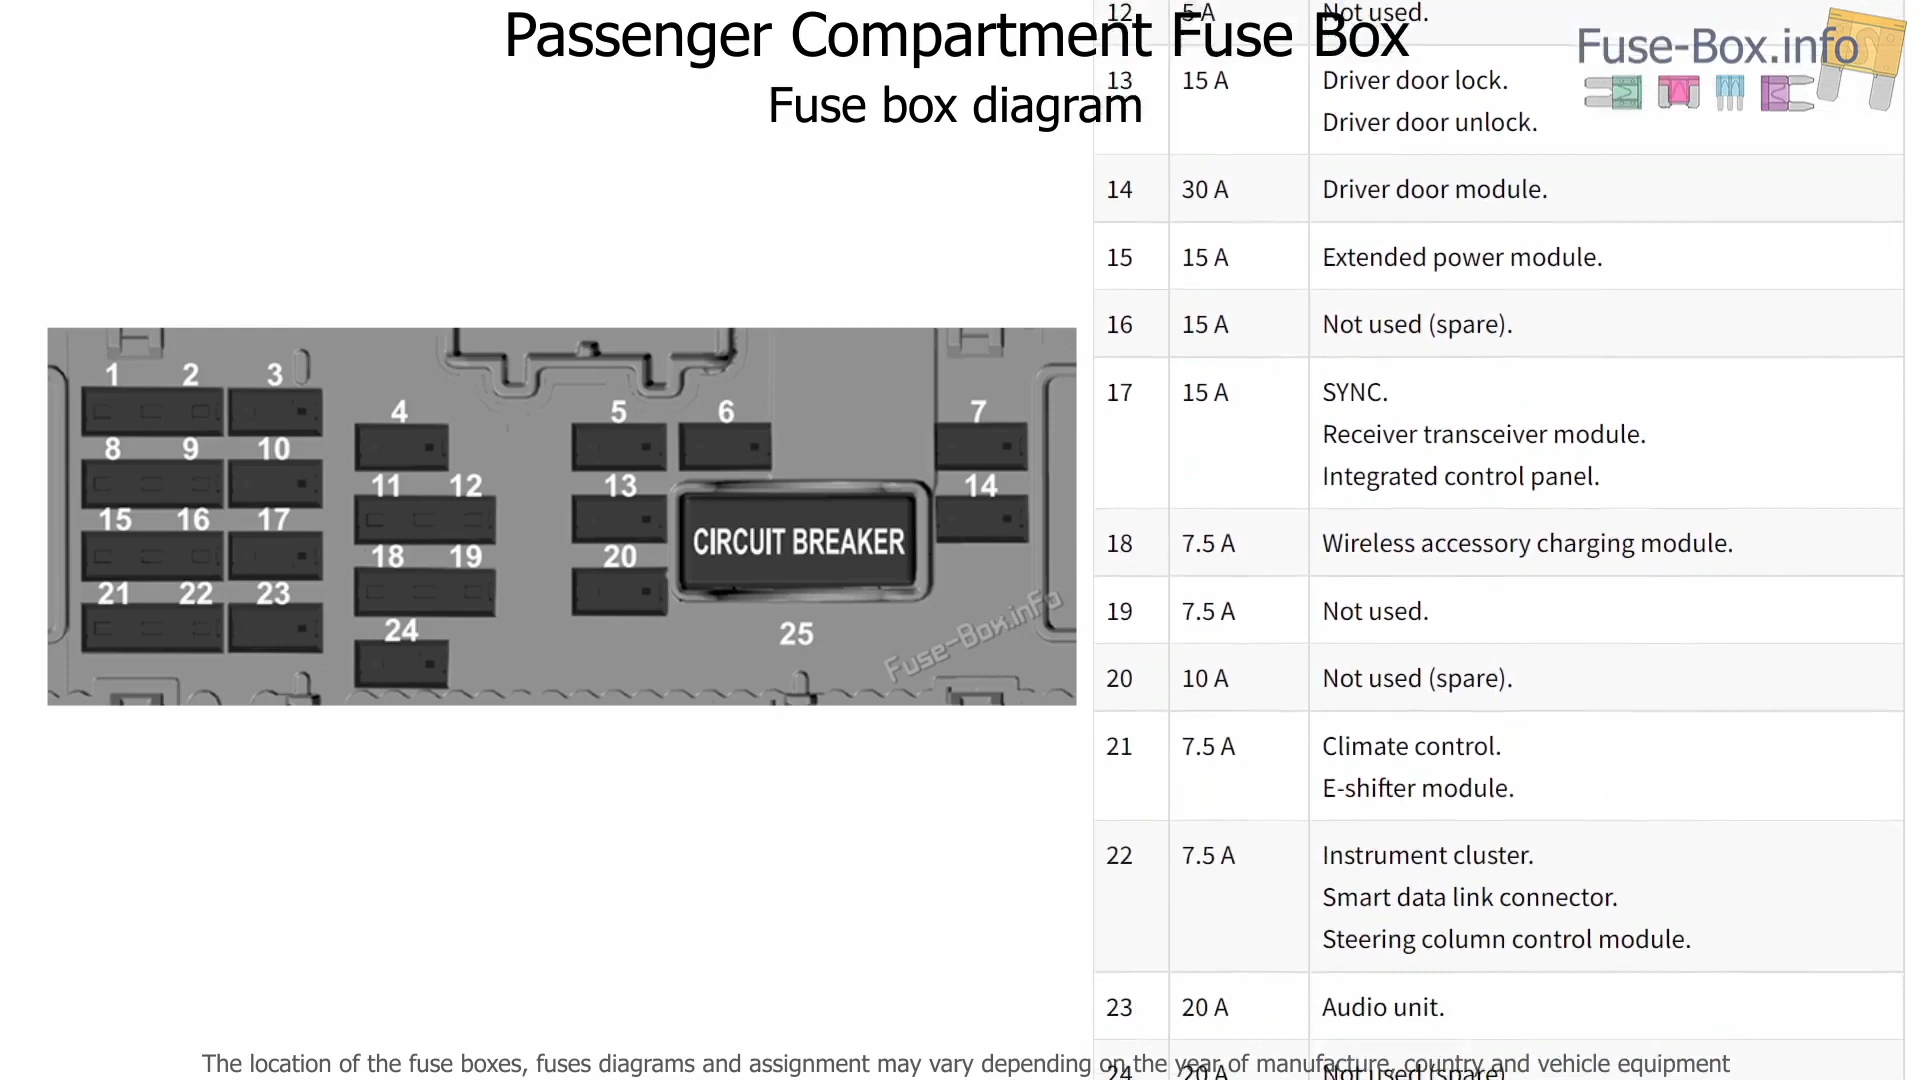 Passenger Compartment Fuse Box
Fuse box diagram
Fuse-Box.info
1 2 3
4 5 6 7
8 9 10
11 12 13 14
15 16 17
18 19 20
21 22 23
24 25
CIRCUIT BREAKER
Fuse-Box.inFo
12 5 A Not used.
13 15 A Driver door lock.
Driver door unlock.
14 30 A Driver door module.
15 15 A Extended power module.
16 15 A Not used (spare).
17 15 A SYNC.
Receiver transceiver module.
Integrated control panel.
18 7.5 A Wireless accessory charging module.
19 7.5 A Not used.
20 10 A Not used (spare).
21 7.5 A Climate control.
E-shifter module.
22 7.5 A Instrument cluster.
Smart data link connector.
Steering column control module.
23 20 A Audio unit.
24 20 A Not used (spare)
The location of the fuse boxes, fuses diagrams and assignment may vary depending on the year of manufacture, country and vehicle equipment